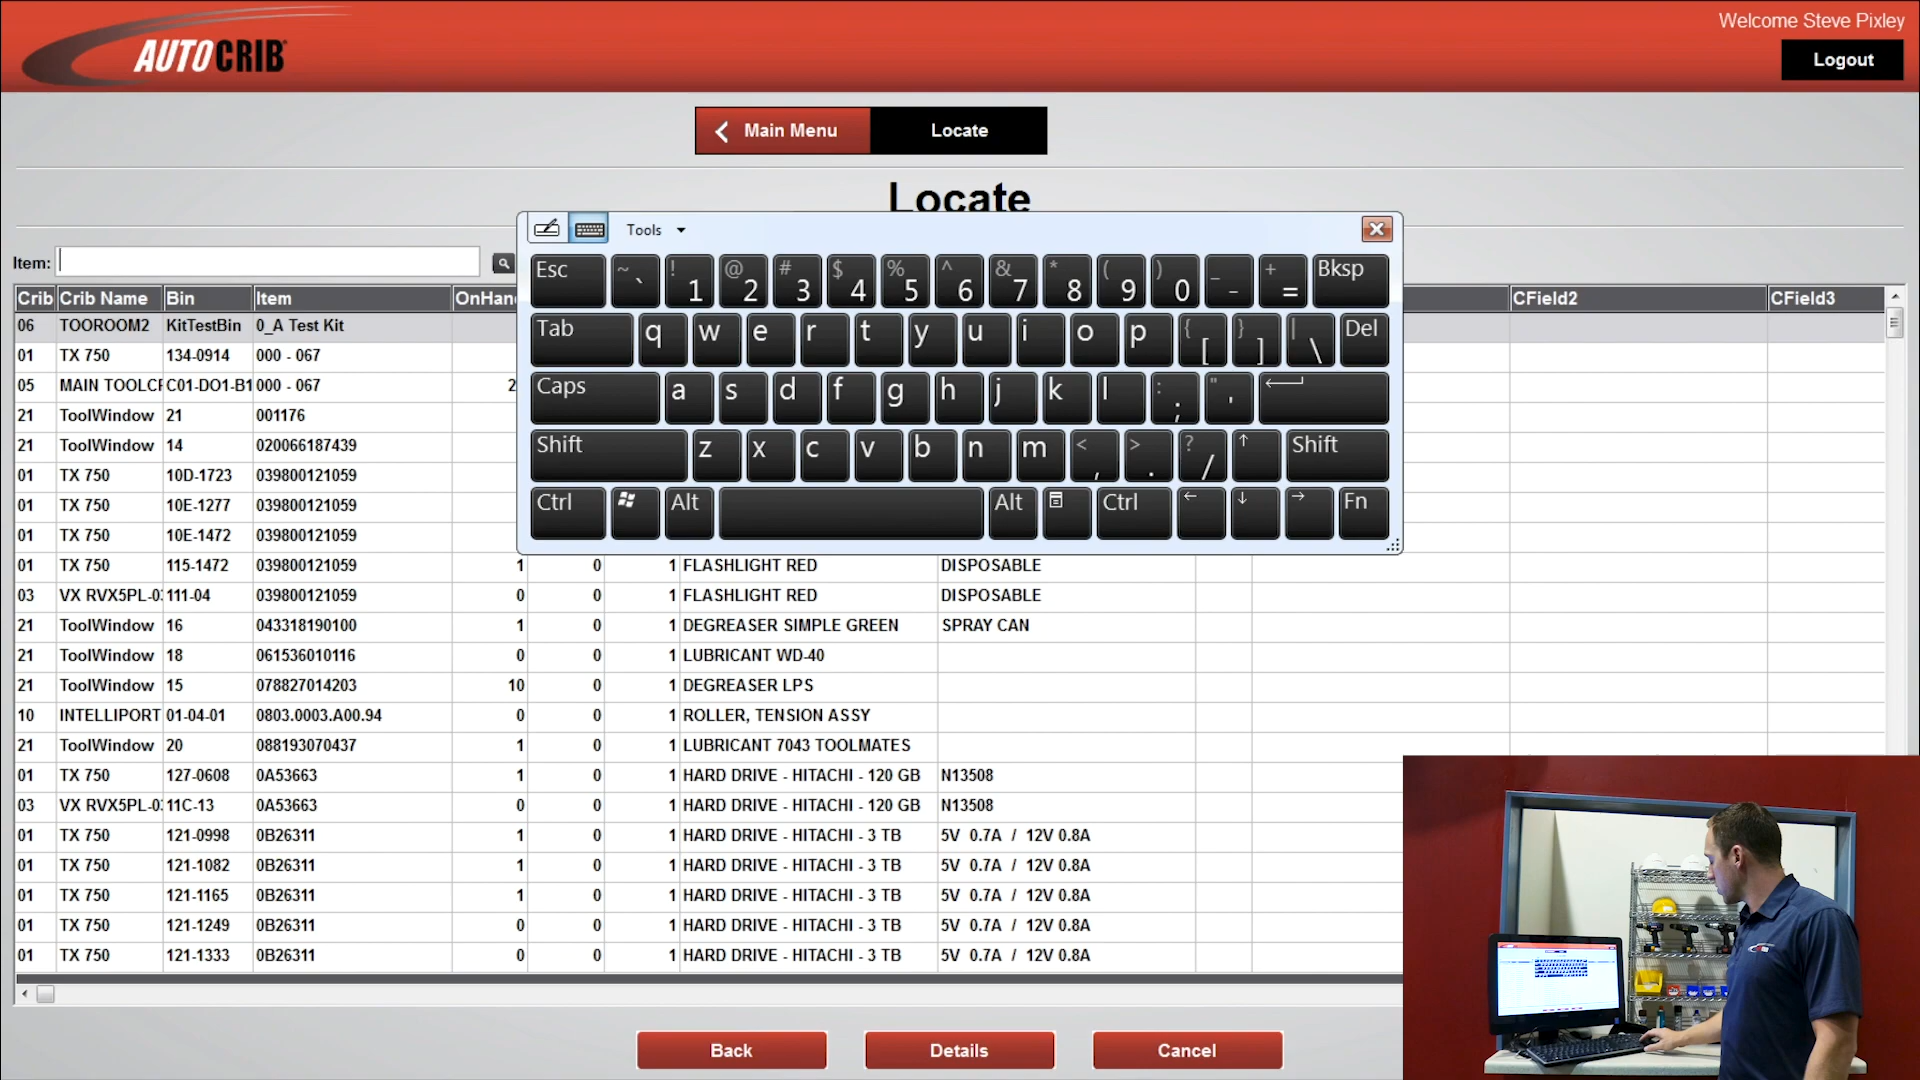 Welcome Steve Pixley
AUTOCRIB
Logout
Main Menu Locate
Locate
Item:
Tools
Esc ~ ` ! 1 @ 2 # 3 $ 4 % 5 ^ 6 & 7 * 8 ( 9 ) 0 _ - + = Bksp
Tab q w e r t y u i o p { [ } ] | \ Del
Caps a s d f g h j k l : ; " '
Shift z x c v b n m < , > . ? / ↑ Shift
Ctrl Alt Alt Ctrl ← ↓ → Fn
Crib Crib Name Bin Item OnHan CField2 CField3
06 TOOROOM2 KitTestBin 0_A Test Kit
01 TX 750 134-0914 000 - 067
05 MAIN TOOLCF C01-DO1-B1 000 - 067 2
21 ToolWindow 21 001176
21 ToolWindow 14 020066187439
01 TX 750 10D-1723 039800121059
01 TX 750 10E-1277 039800121059
01 TX 750 10E-1472 039800121059
01 TX 750 115-1472 039800121059 1 0 1 FLASHLIGHT RED DISPOSABLE
03 VX RVX5PL-0 111-04 039800121059 0 0 1 FLASHLIGHT RED DISPOSABLE
21 ToolWindow 16 043318190100 1 0 1 DEGREASER SIMPLE GREEN SPRAY CAN
21 ToolWindow 18 061536010116 0 0 1 LUBRICANT WD-40
21 ToolWindow 15 078827014203 10 0 1 DEGREASER LPS
10 INTELLIPORT 01-04-01 0803.0003.A00.94 0 0 1 ROLLER, TENSION ASSY
21 ToolWindow 20 088193070437 1 0 1 LUBRICANT 7043 TOOLMATES
01 TX 750 127-0608 0A53663 1 0 1 HARD DRIVE - HITACHI - 120 GB N13508
03 VX RVX5PL-0 11C-13 0A53663 0 0 1 HARD DRIVE - HITACHI - 120 GB N13508
01 TX 750 121-0998 0B26311 1 0 1 HARD DRIVE - HITACHI - 3 TB 5V 0.7A / 12V 0.8A
01 TX 750 121-1082 0B26311 1 0 1 HARD DRIVE - HITACHI - 3 TB 5V 0.7A / 12V 0.8A
01 TX 750 121-1165 0B26311 1 0 1 HARD DRIVE - HITACHI - 3 TB 5V 0.7A / 12V 0.8A
01 TX 750 121-1249 0B26311 0 0 1 HARD DRIVE - HITACHI - 3 TB 5V 0.7A / 12V 0.8A
01 TX 750 121-1333 0B26311 0 0 1 HARD DRIVE - HITACHI - 3 TB 5V 0.7A / 12V 0.8A
Back Details Cancel